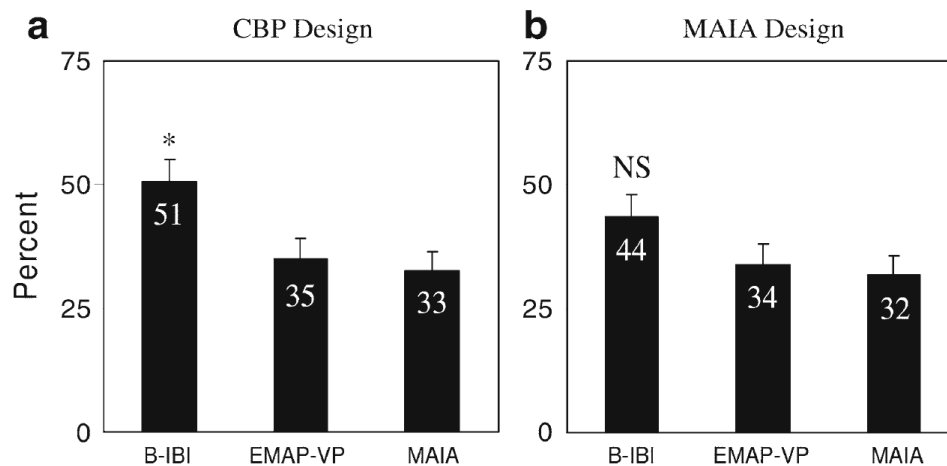 a CBP Design
75
50
25
0
Percent
*
51
35
33
B-IBI EMAP-VP MAIA
b MAIA Design
75
50
25
0
NS
44
34
32
B-IBI EMAP-VP MAIA